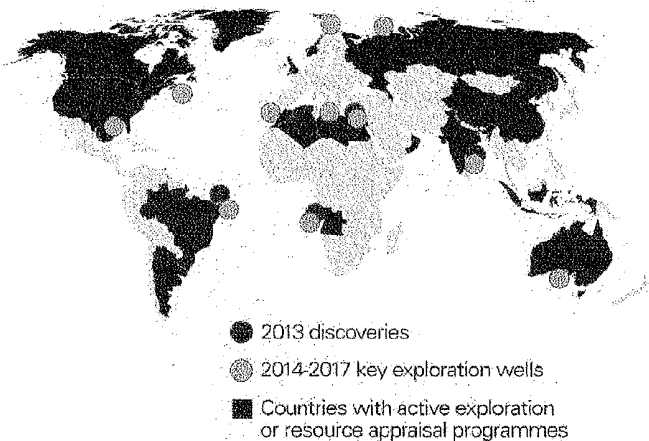 2013 discoveries
2014-2017 key exploration wells
Countries with active exploration
or resource appraisal programmes